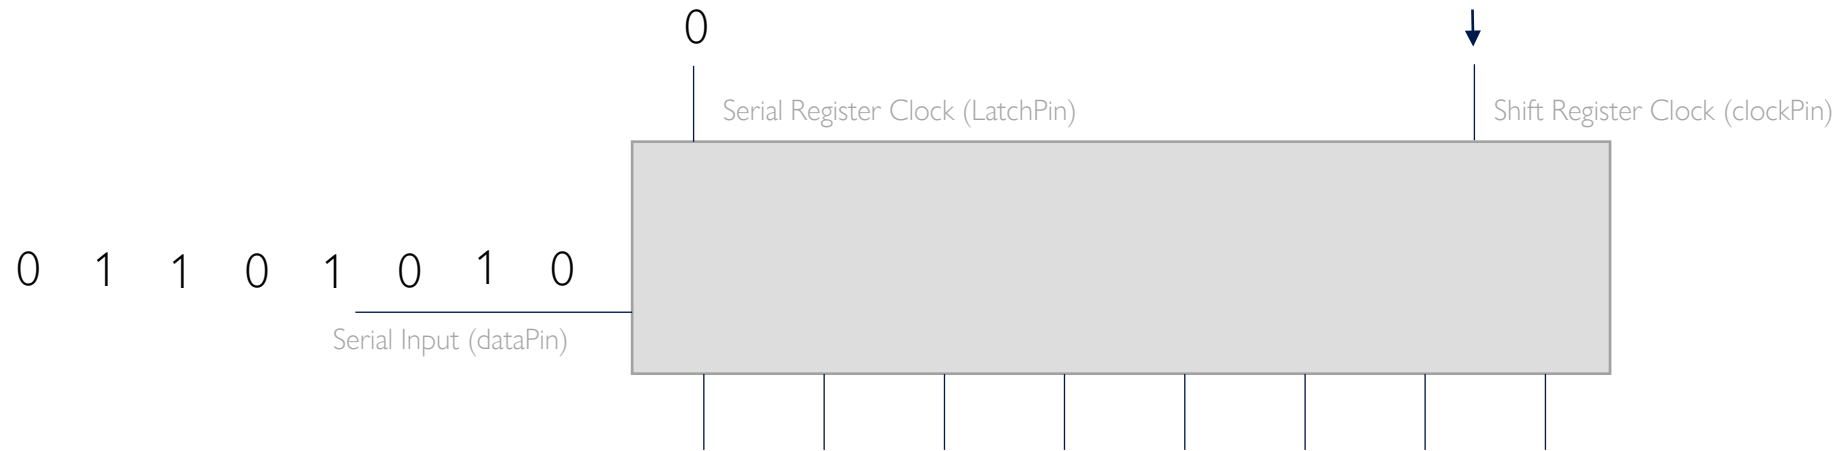 0
Serial Register Clock (LatchPin)
Shift Register Clock (clockPin)
0 1 1 0 1 0 1 0
Serial Input (dataPin)